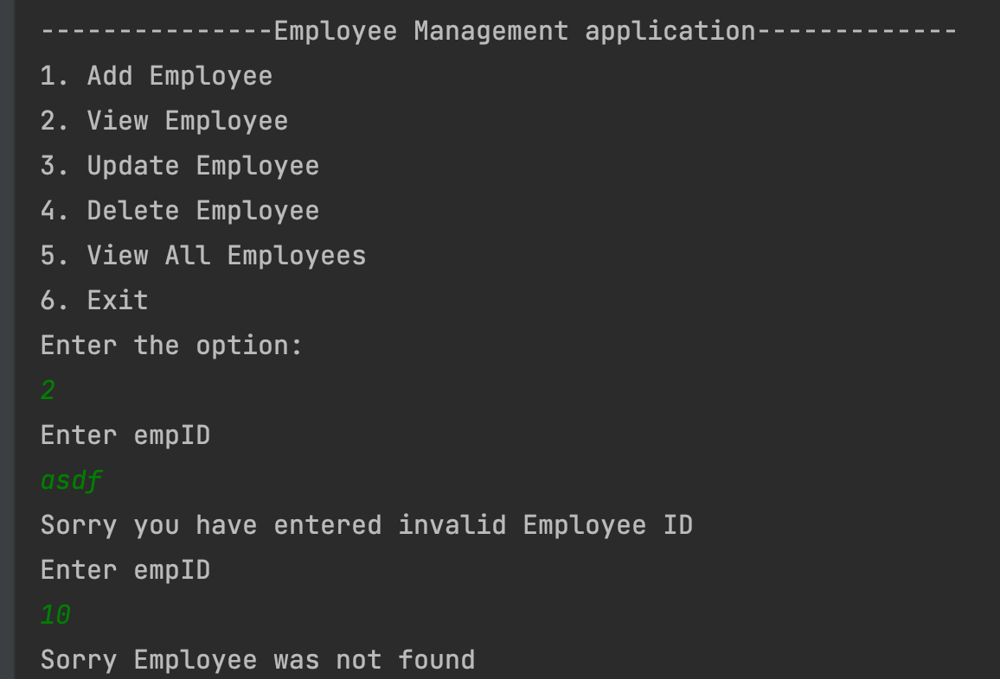 ---------------Employee Management application-------------
1. Add Employee
2. View Employee
3. Update Employee
4. Delete Employee
5. View All Employees
6. Exit
Enter the option:
2
Enter empID
asdf
Sorry you have entered invalid Employee ID
Enter empID
10
Sorry Employee was not found